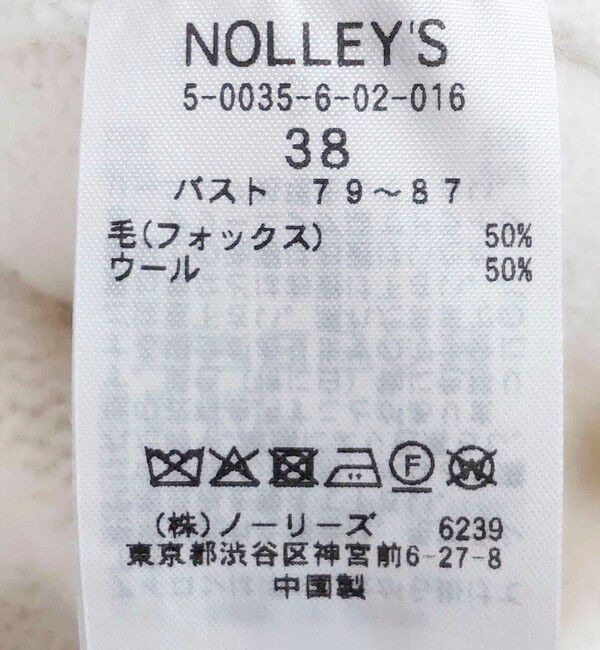 NOLLEY'S
5-0035-6-02-016
38
バスト 79~87
毛(フォックス) 50%
ウール 50%
F W
(株)ノーリーズ 6239
東京都渋谷区神宮前6-27-8
中国製